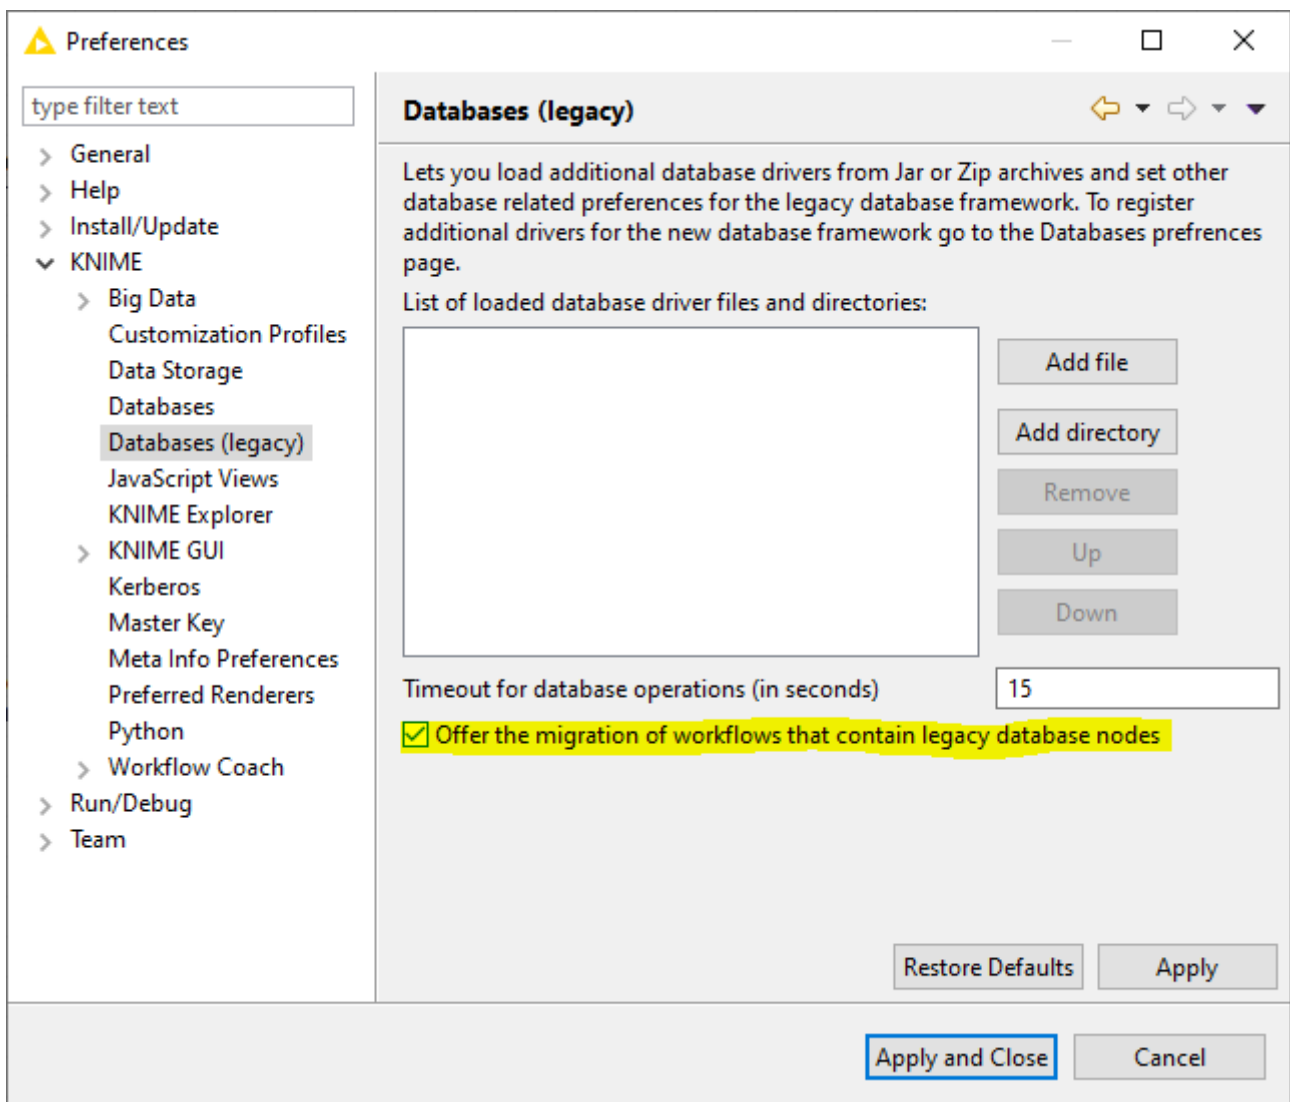 Preferences
type filter text
General
Help
Install/Update
KNIME
Big Data
Customization Profiles
Data Storage
Databases
Databases (legacy)
JavaScript Views
KNIME Explorer
KNIME GUI
Kerberos
Master Key
Meta Info Preferences
Preferred Renderers
Python
Workflow Coach
Run/Debug
Team
Databases (legacy)
Lets you load additional database drivers from Jar or Zip archives and set other
database related preferences for the legacy database framework. To register
additional drivers for the new database framework go to the Databases prefrences
page.
List of loaded database driver files and directories:
Add file
Add directory
Remove
Up
Down
Timeout for database operations (in seconds)
15
Offer the migration of workflows that contain legacy database nodes
Restore Defaults
Apply
Apply and Close
Cancel